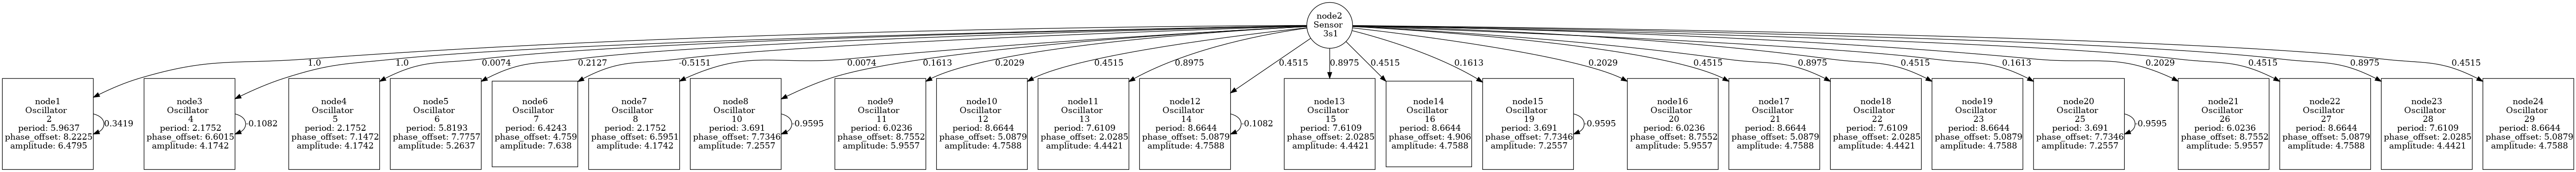 node2
Sensor
3s1
1.0
1.0
0.0074
0.2127
-0.5151
0.0074
0.1613
0.2029
0.4515
0.8975
0.4515
0.8975
0.4515
0.1613
0.2029
0.4515
0.8975
0.4515
0.1613
0.2029
0.4515
0.8975
0.4515
node1
Oscillator
2
period: 5.9637
phase_offset: 8.2225
amplitude: 6.4795
0.3419
node3
Oscillator
4
period: 2.1752
phase_offset: 6.6015
amplitude: 4.1742
-0.1082
node4
Oscillator
5
period: 2.1752
phase_offset: 7.1472
amplitude: 4.1742
node5
Oscillator
6
period: 5.8193
phase_offset: 7.7757
amplitude: 5.2637
node6
Oscillator
7
period: 6.4243
phase_offset: 4.759
amplitude: 7.638
node7
Oscillator
8
period: 2.1752
phase_offset: 6.5951
amplitude: 4.1742
node8
Oscillator
10
period: 3.691
phase_offset: 7.7346
amplitude: 7.2557
-0.9595
node9
Oscillator
11
period: 6.0236
phase_offset: 8.7552
amplitude: 5.9557
node10
Oscillator
12
period: 8.6644
phase_offset: 5.0879
amplitude: 4.7588
node11
Oscillator
13
period: 7.6109
phase_offset: 2.0285
amplitude: 4.4421
node12
Oscillator
14
period: 8.6644
phase_offset: 5.0879
amplitude: 4.7588
-0.1082
node13
Oscillator
15
period: 7.6109
phase_offset: 2.0285
amplitude: 4.4421
node14
Oscillator
16
period: 8.6644
phase_offset: 4.906
amplitude: 4.7588
node15
Oscillator
19
period: 3.691
phase_offset: 7.7346
amplitude: 7.2557
-0.9595
node16
Oscillator
20
period: 6.0236
phase_offset: 8.7552
amplitude: 5.9557
node17
Oscillator
21
period: 8.6644
phase_offset: 5.0879
amplitude: 4.7588
node18
Oscillator
22
period: 7.6109
phase_offset: 2.0285
amplitude: 4.4421
node19
Oscillator
23
period: 8.6644
phase_offset: 5.0879
amplitude: 4.7588
node20
Oscillator
25
period: 3.691
phase_offset: 7.7346
amplitude: 7.2557
-0.9595
node21
Oscillator
26
period: 6.0236
phase_offset: 8.7552
amplitude: 5.9557
node22
Oscillator
27
period: 8.6644
phase_offset: 5.0879
amplitude: 4.7588
node23
Oscillator
28
period: 7.6109
phase_offset: 2.0285
amplitude: 4.4421
node24
Oscillator
29
period: 8.6644
phase_offset: 5.0879
amplitude: 4.7588